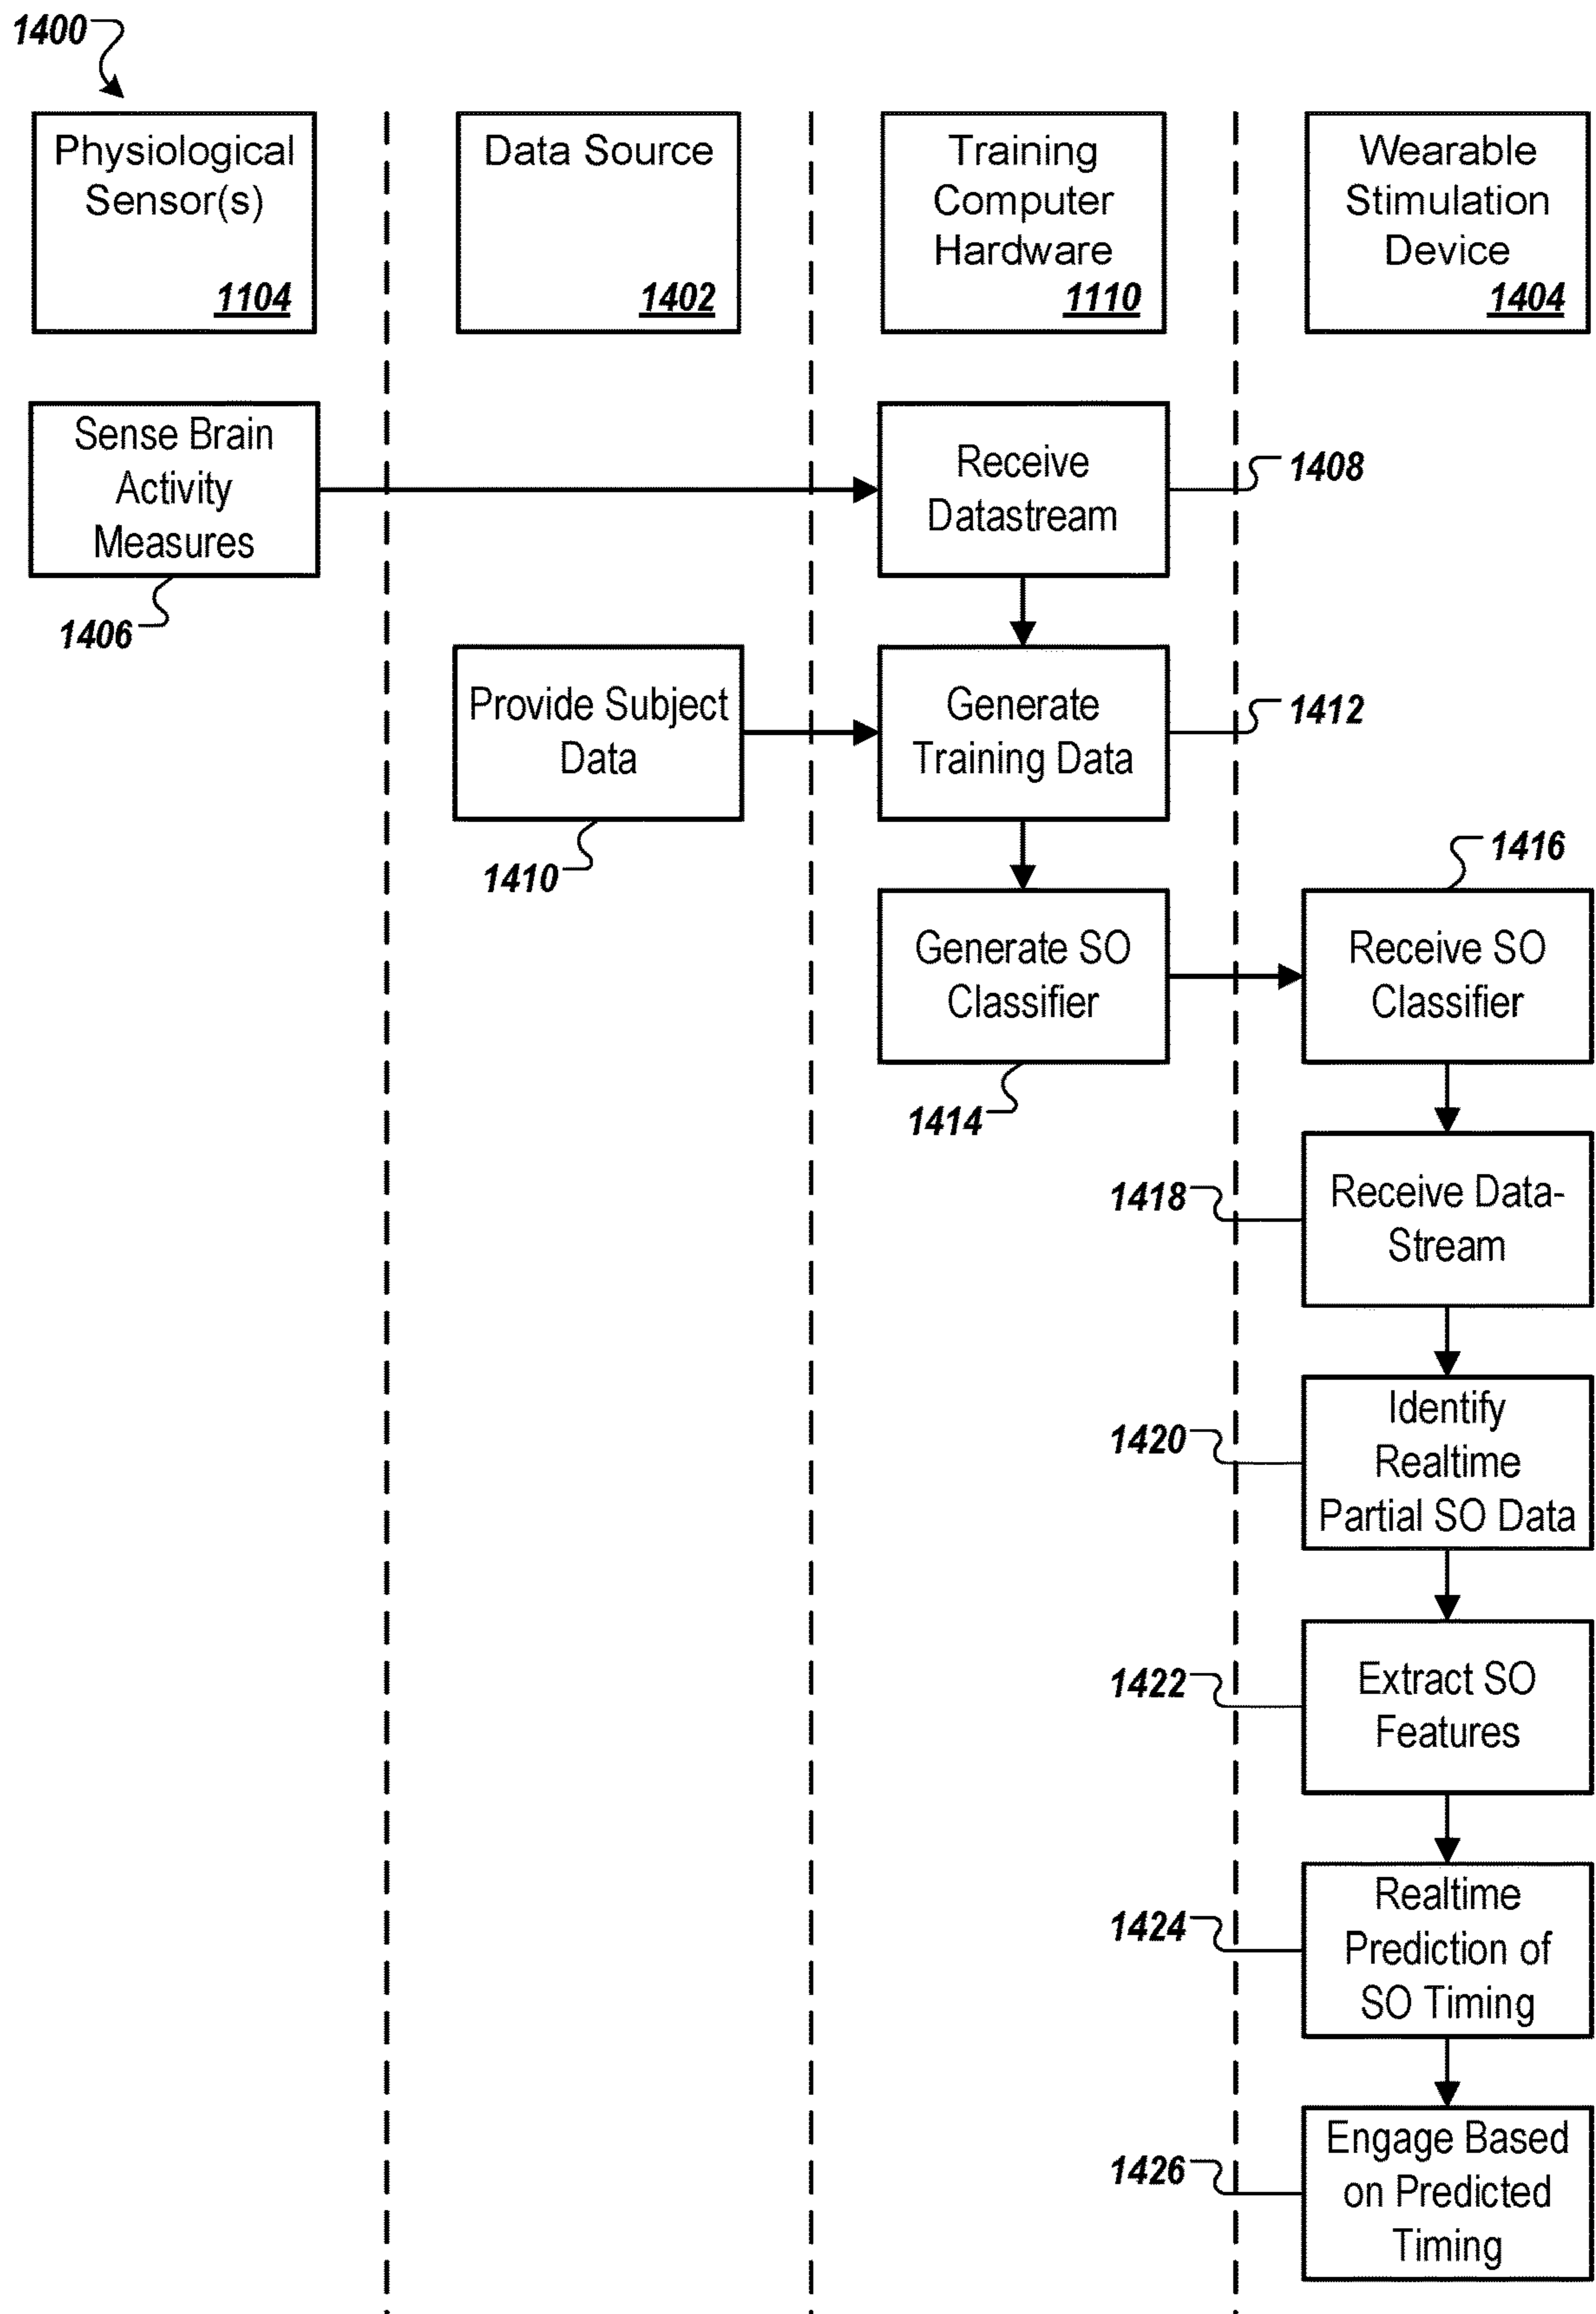 1400
Physiological
Sensor(s)
1104
Data Source
1402
Training
Computer
Hardware
1110
Wearable
Stimulation
Device
1404
Sense Brain
Activity
Measures
1406
Receive
Datastream
1408
Provide Subject
Data
1410
Generate
Training Data
1412
Generate SO
Classifier
1414
1416
Receive SO
Classifier
1418
Receive Data-
Stream
1420
Identify
Realtime
Partial SO Data
1422
Extract SO
Features
1424
Realtime
Prediction of
SO Timing
1426
Engage Based
on Predicted
Timing